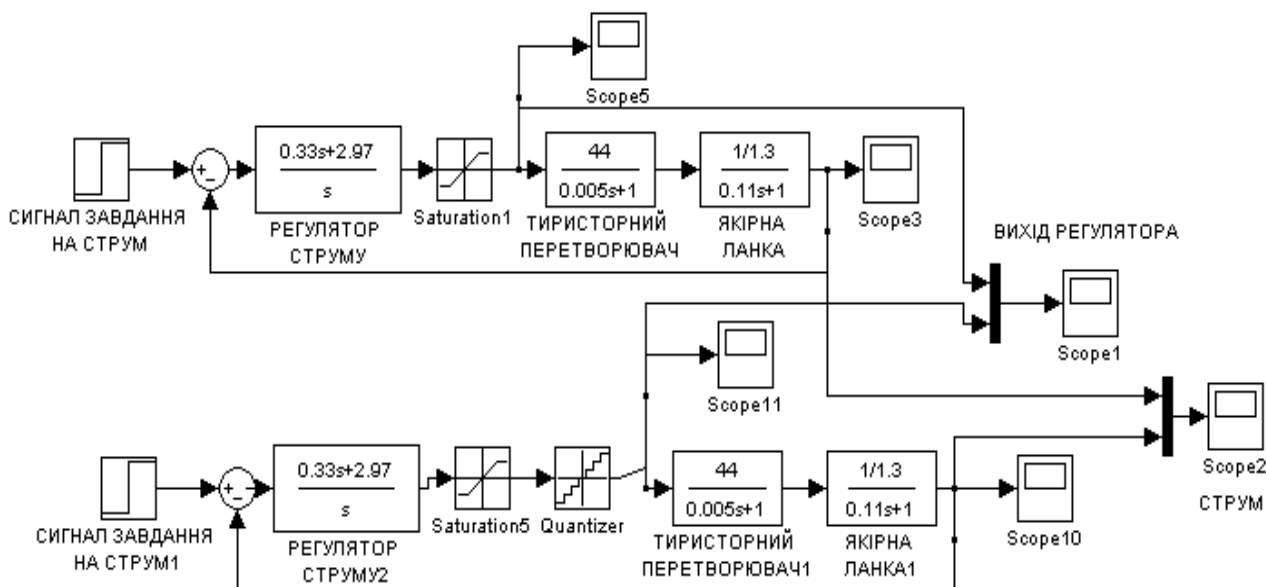 Scope5
0.33s+2.97
s
Saturation1
44
0.005s+1
1/1.3
0.11s+1
Scope3
СИГНАЛ ЗАВДАННЯ
НА СТРУМ
РЕГУЛЯТОР
СТРУМУ
ТИРИСТОРНИЙ
ПЕРЕТВОРЮВАЧ
ЯКІРНА
ЛАНКА
ВИХІД РЕГУЛЯТОРА
Scope1
Scope11
Scope2
СТРУМ
0.33s+2.97
s
Saturation5
Quantizer
44
0.005s+1
1/1.3
0.11s+1
Scope10
СИГНАЛ ЗАВДАННЯ
НА СТРУМ1
РЕГУЛЯТОР
СТРУМУ2
ТИРИСТОРНИЙ
ПЕРЕТВОРЮВАЧ1
ЯКІРНА
ЛАНКА1